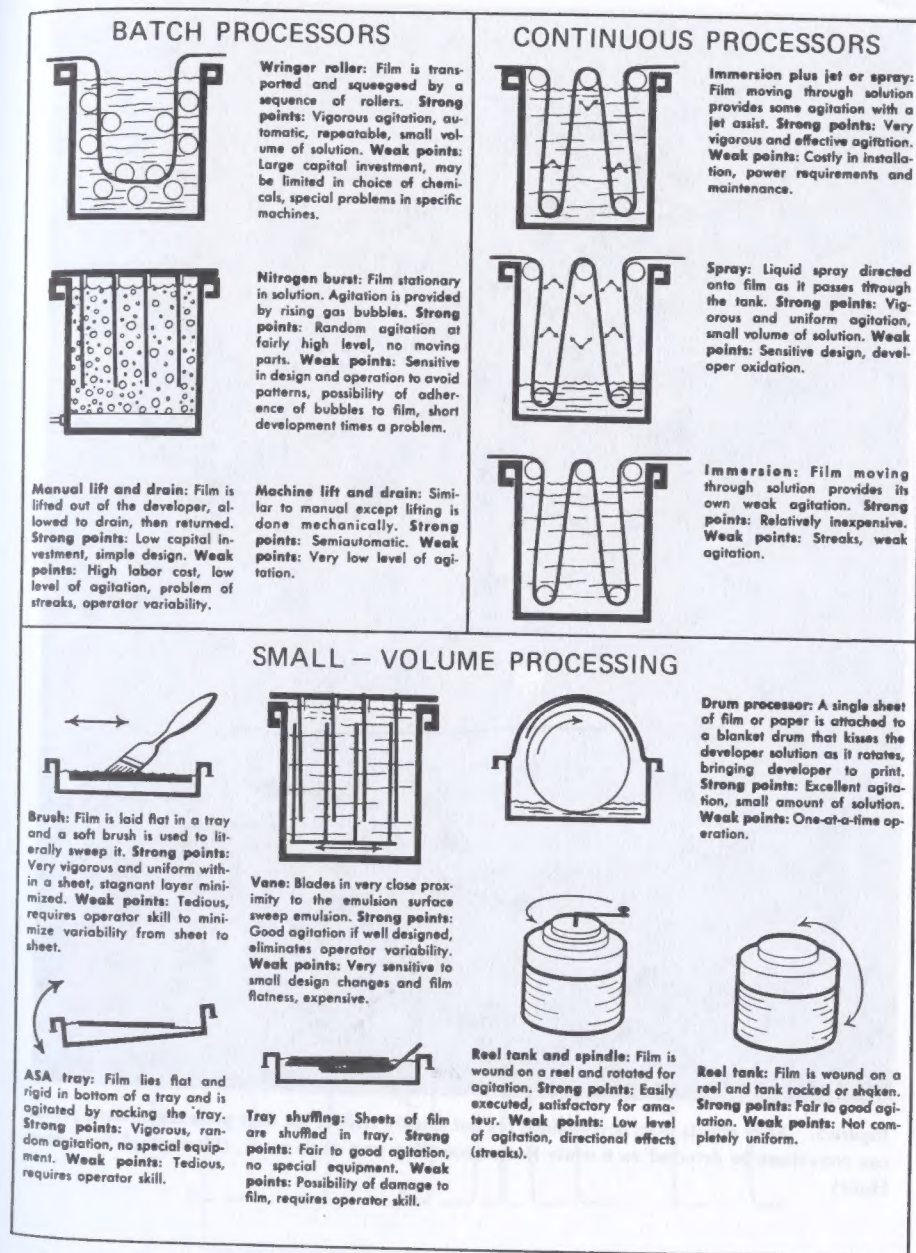 BATCH PROCESSORS
Wringer roller: Film is trans-
ported and squeegeed by a
sequence of rollers. Strong
points: Vigorous agitation, au-
tomatic, repeatable, small vol-
ume of solution. Weak points:
Large capital investment, may
be limited in choice of chemi-
cals, special problems in specific
machines.
Nitrogen burst: Film stationary
in solution. Agitation is provided
by rising gas bubbles. Strong
points: Random agitation at
fairly high level, no moving
parts. Weak points: Sensitive
in design and operation to avoid
patterns, possibility of adher-
ence of bubbles to film, short
development times a problem.
Manual lift and drain: Film is
lifted out of the developer, al-
lowed to drain, then returned.
Strong points: Low capital in-
vestment, simple design. Weak
points: High labor cost, low
level of agitation, problem of
streaks, operator variability.
Machine lift and drain: Simi-
lar to manual except lifting is
done mechanically. Strong
points: Semiautomatic. Weak
points: Very low level of agi-
tation.
CONTINUOUS PROCESSORS
Immersion plus jet or spray:
Film moving through solution
provides some agitation with a
jet assist. Strong points: Very
vigorous and effective agitation.
Weak points: Costly in installa-
tion, power requirements and
maintenance.
Spray: Liquid spray directed
onto film as it passes through
the tank. Strong points: Vig-
orous and uniform agitation,
small volume of solution. Weak
points: Sensitive design, devel-
oper oxidation.
Immersion: Film moving
through solution provides its
own weak agitation. Strong
points: Relatively inexpensive.
Weak points: Streaks, weak
agitation.
SMALL – VOLUME PROCESSING
Brush: Film is laid flat in a tray
and a soft brush is used to lit-
erally sweep it. Strong points:
Very vigorous and uniform with-
in a sheet, stagnant layer mini-
mized. Weak points: Tedious,
requires operator skill to mini-
mize variability from sheet to
sheet.
ASA tray: Film lies flat and
rigid in bottom of a tray and is
agitated by rocking the tray.
Strong points: Vigorous, ran-
dom agitation, no special equip-
ment. Weak points: Tedious,
requires operator skill.
Vane: Blades in very close prox-
imity to the emulsion surface
sweep emulsion. Strong points:
Good agitation if well designed,
eliminates operator variability.
Weak points: Very sensitive to
small design changes and film
flatness, expensive.
Tray shuffling: Sheets of film
are shuffled in tray. Strong
points: Fair to good agitation,
no special equipment. Weak
points: Possibility of damage to
film, requires operator skill.
Drum processor: A single sheet
of film or paper is attached to
a blanket drum that kisses the
developer solution as it rotates,
bringing developer to print.
Strong points: Excellent agita-
tion, small amount of solution.
Weak points: One-at-a-time op-
eration.
Reel tank and spindle: Film is
wound on a reel and rotated for
agitation. Strong points: Easily
executed, satisfactory for ama-
teur. Weak points: Low level
of agitation, directional effects
(streaks).
Reel tank: Film is wound on a
reel and tank rocked or shaken.
Strong points: Fair to good agi-
tation. Weak points: Not com-
pletely uniform.